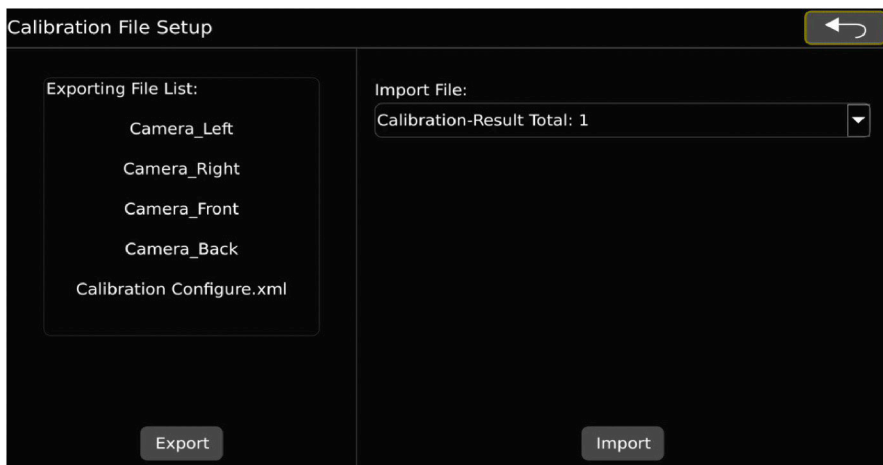 Calibration File Setup
Exporting File List:
Camera_Left
Camera_Right
Camera_Front
Camera_Back
Calibration Configure.xml
Export
Import File:
Calibration-Result Total: 1
Import